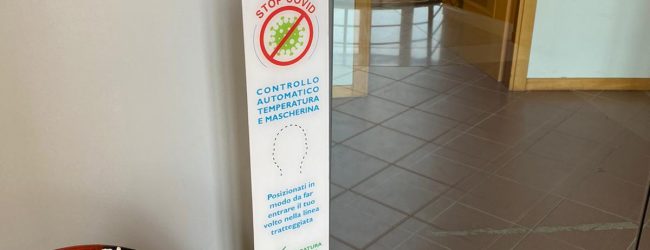 STOP COVID
CONTROLLO
AUTOMATICO
TEMPERATURA
E MASCHERINA
Posizionati in
modo da far
entrare il tuo
volto nella linea
tratteggiata